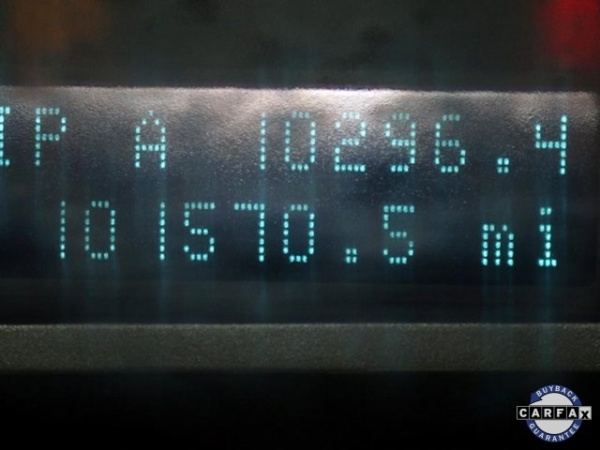 IP A 10296.4
101570.5 mi
BUYBACK
CARFAX
GUARANTEE